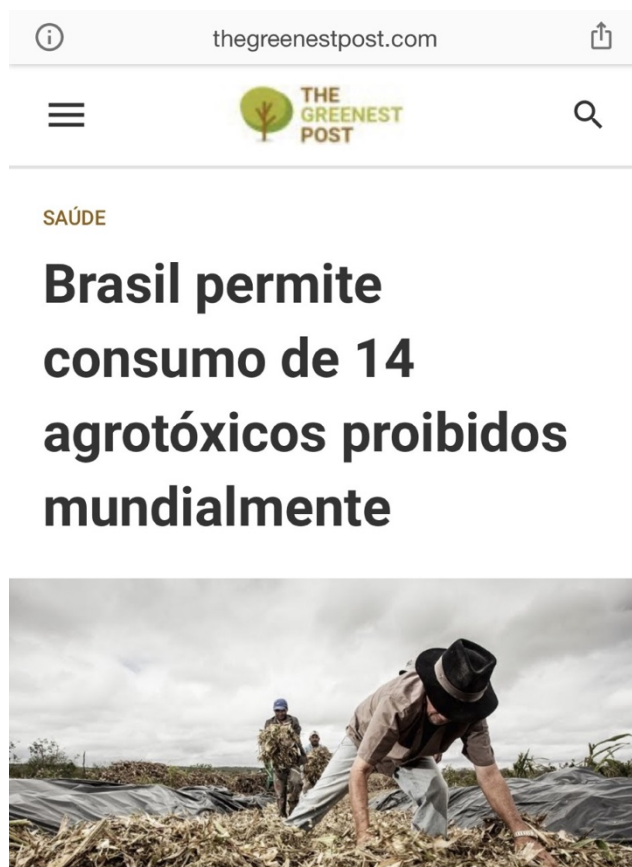 thegreenestpost.com
THE
GREENEST
POST
SAÚDE
Brasil permite
consumo de 14
agrotóxicos proibidos
mundialmente